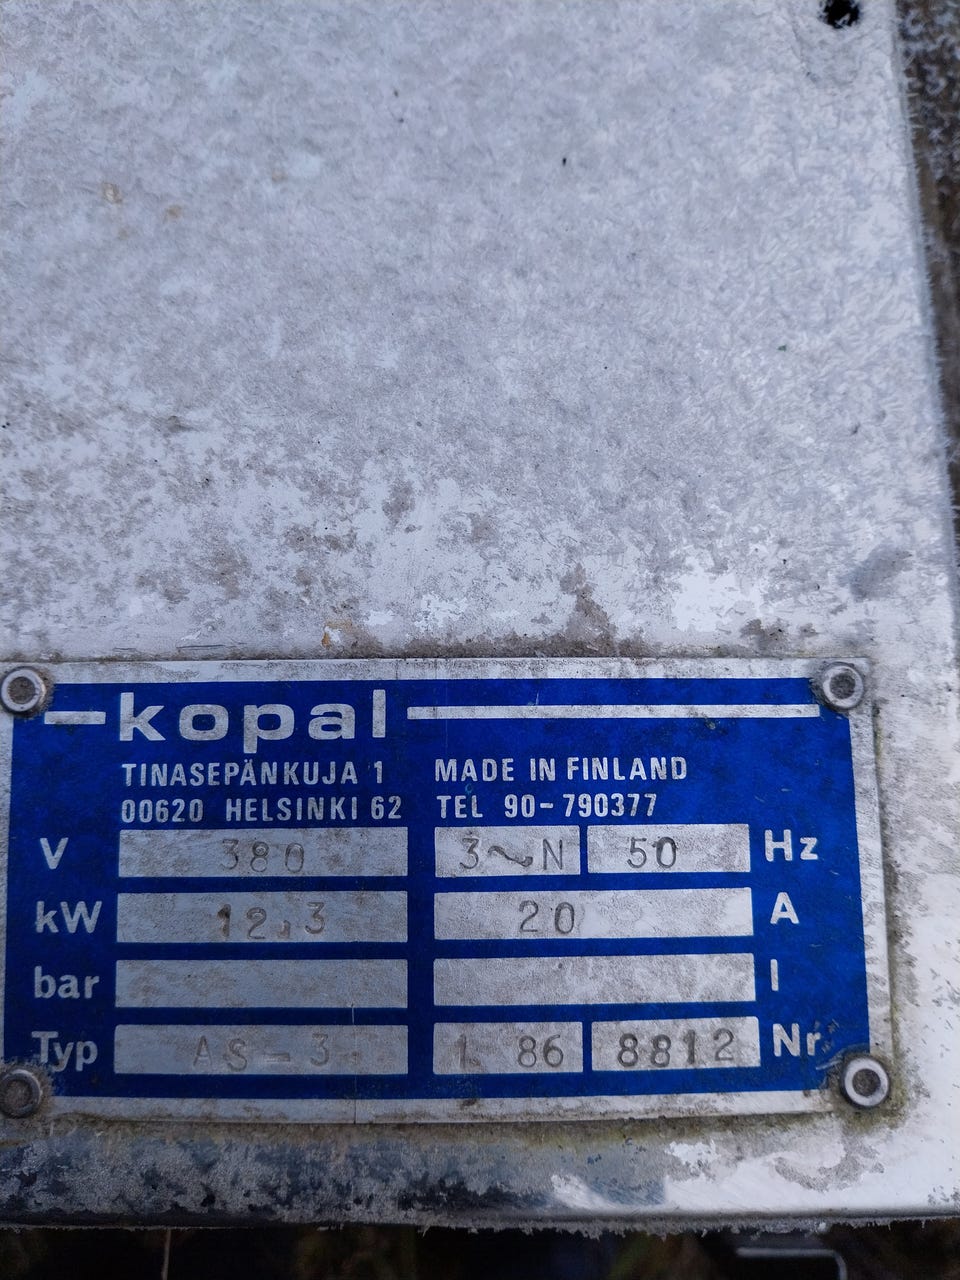 kopal
TINASEPÄNKUJA 1 MADE IN FINLAND
00620 HELSINKI 62 TEL 90-790377
V 380 3~N 50 Hz
kW 12.3 20 A
bar I
Typ AS-3 1 86 8812 Nr